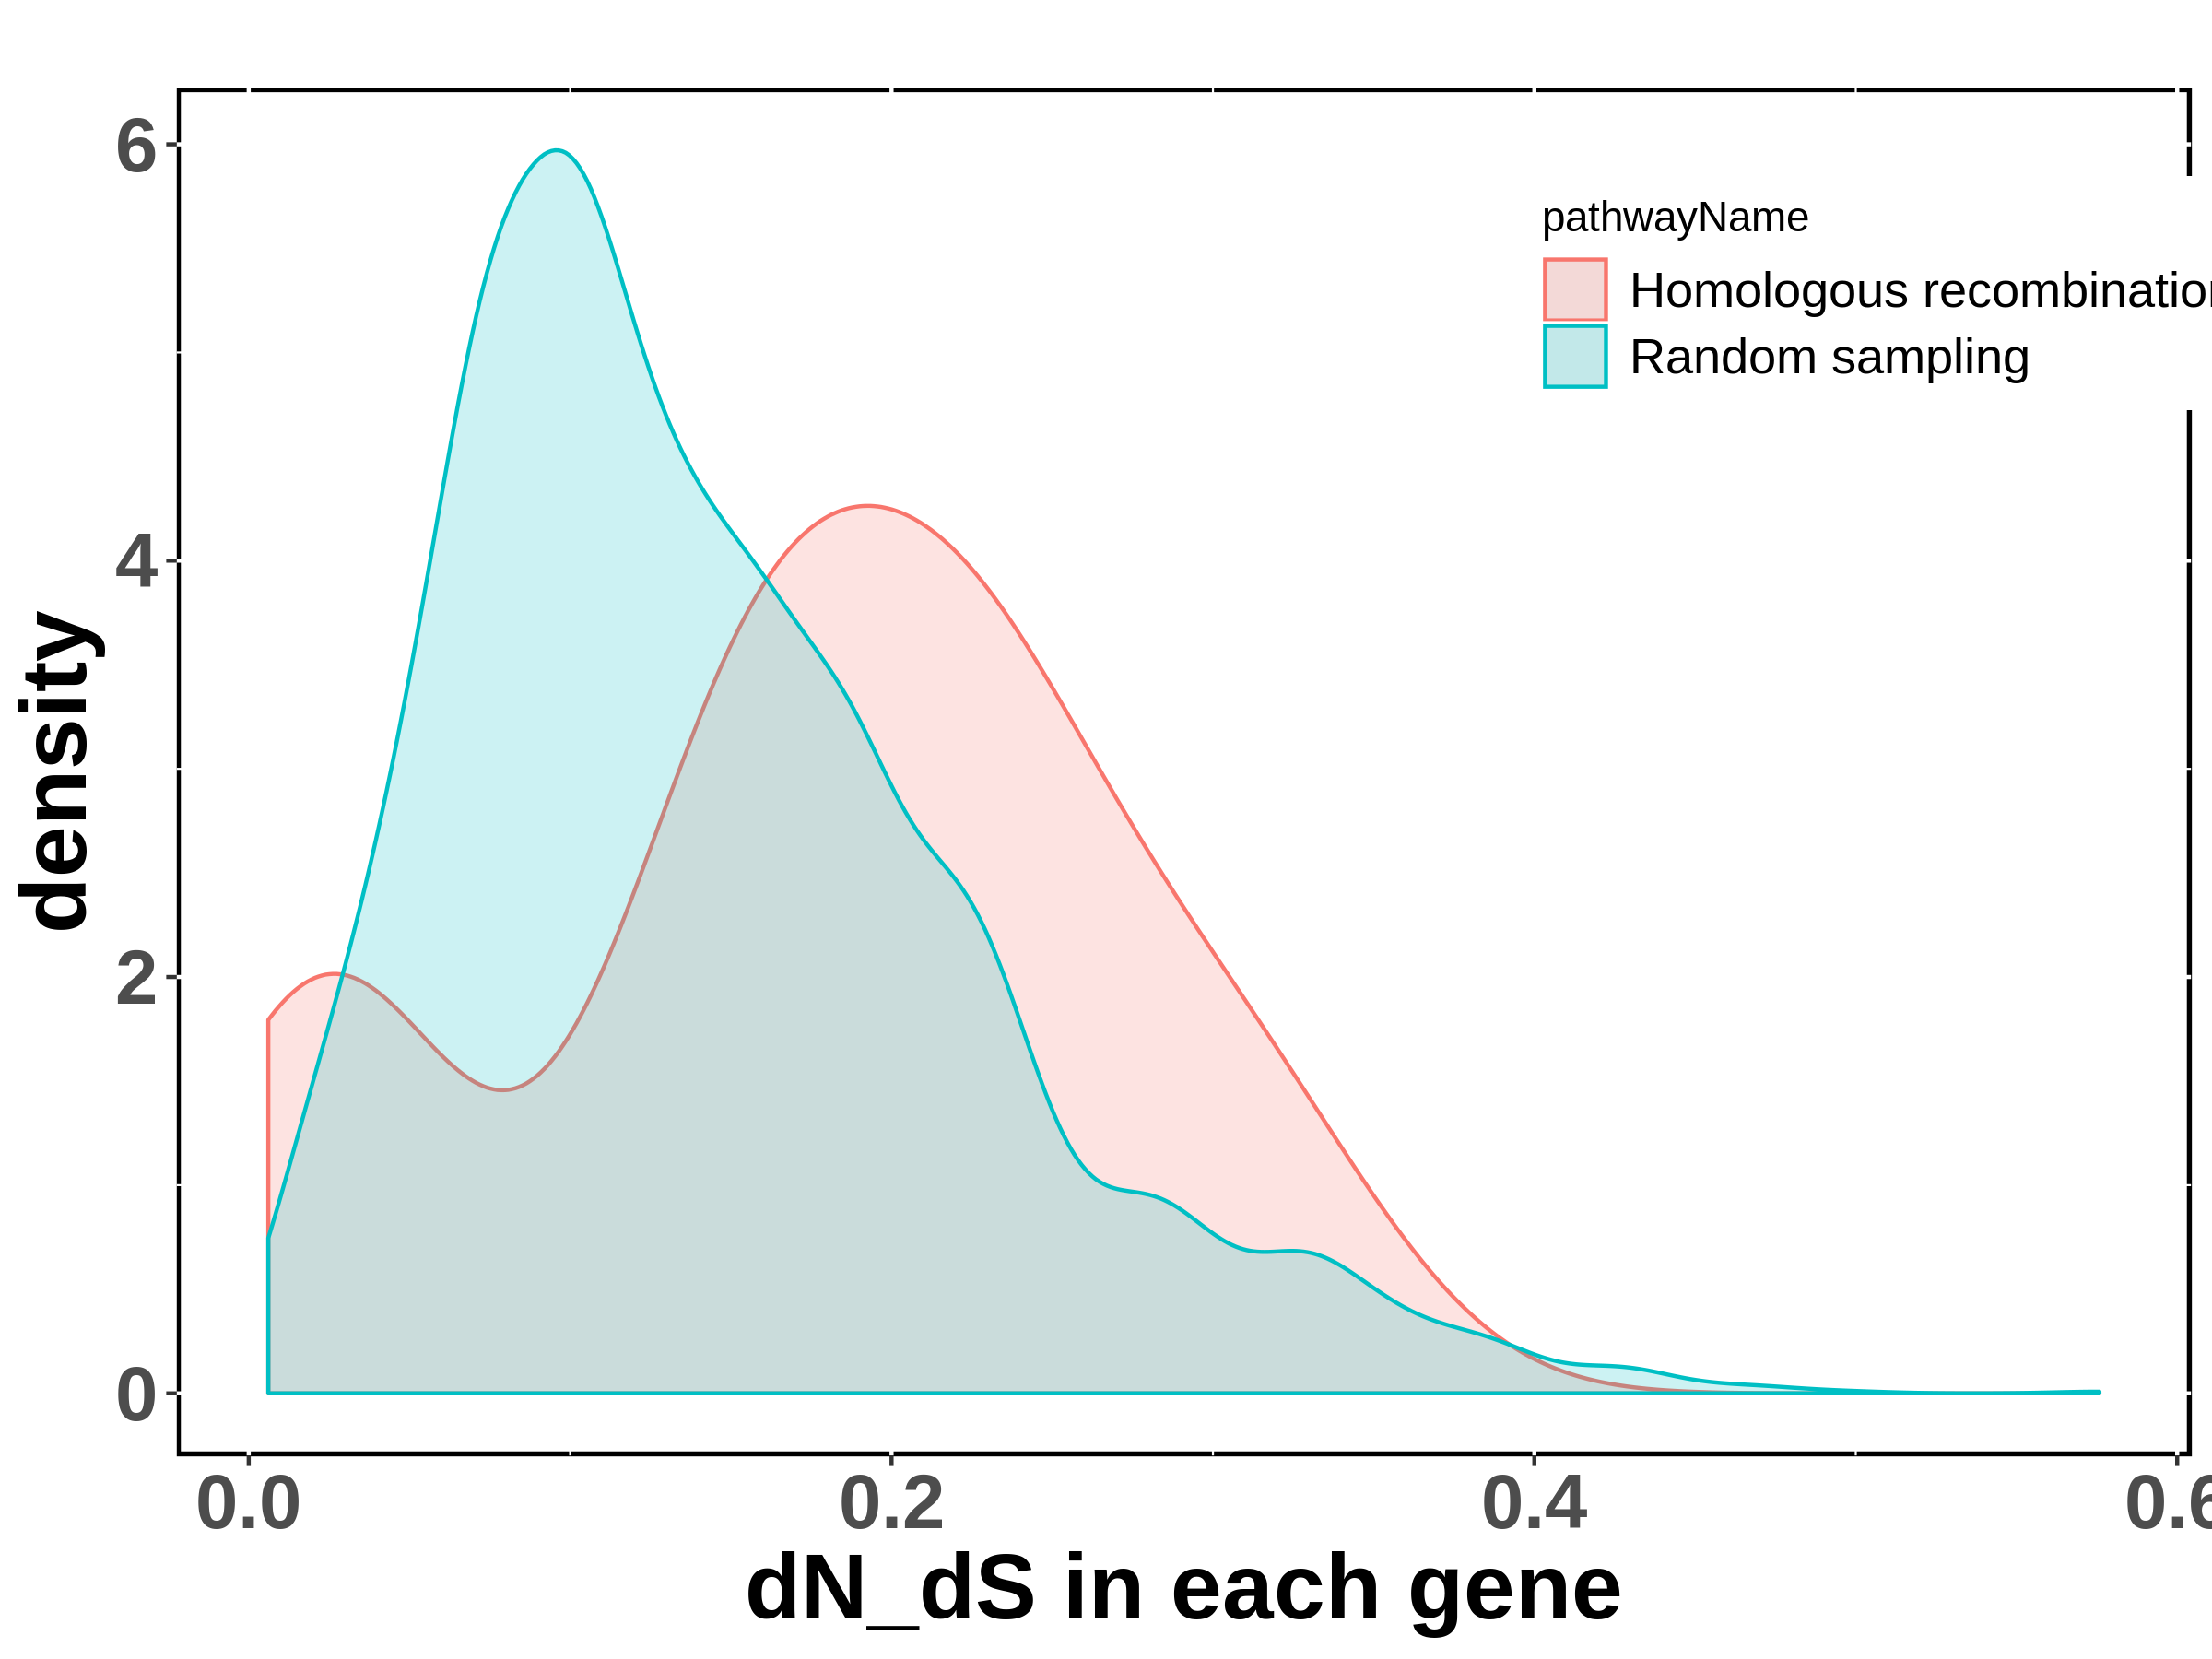 pathwayName
Homologous recombination
Random sampling
density
6
4
2
0
0.0 0.2 0.4 0.6
dN_dS in each gene